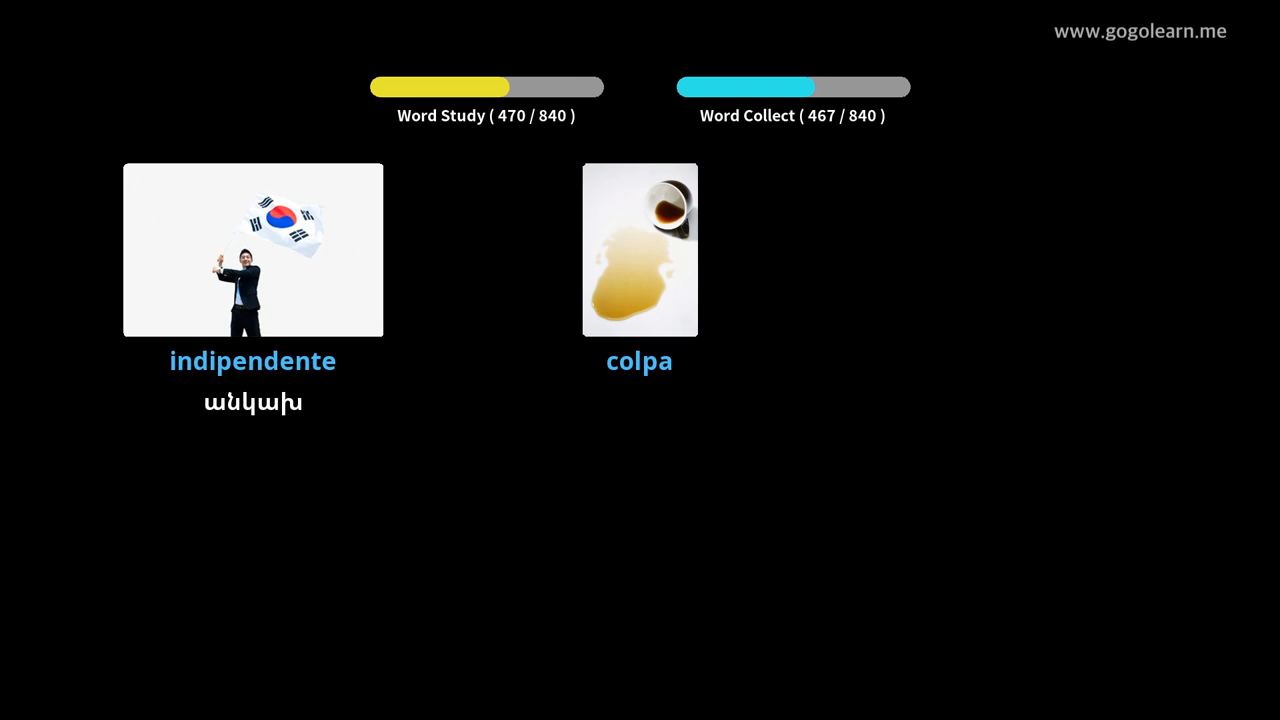 www.gogolearn.me
Word Study ( 470 / 840 )
Word Collect ( 467 / 840 )
indipendente
անկախ
colpa